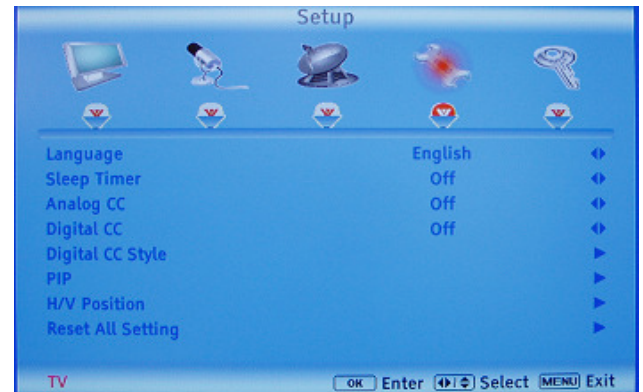 Setup
Language English
Sleep Timer Off
Analog CC Off
Digital CC Off
Digital CC Style
PIP
H/V Position
Reset All Setting
TV OK Enter Select MENU Exit